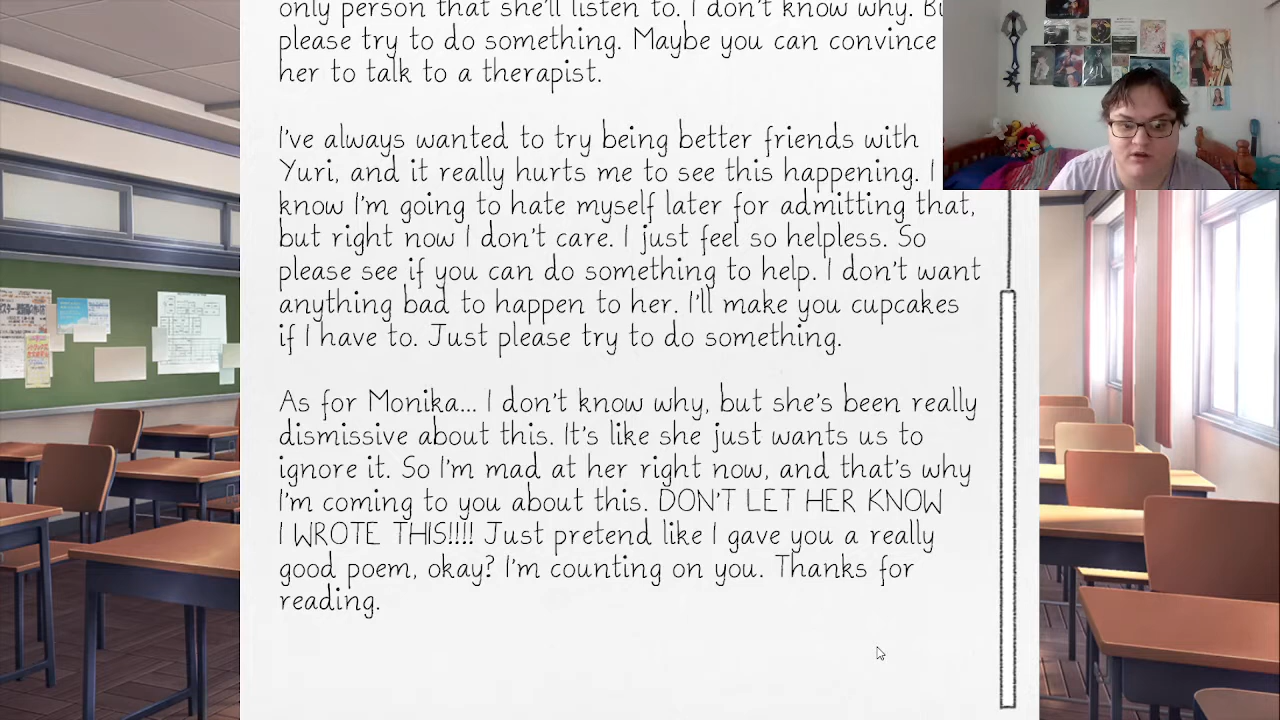 only person that she'll listen to. I don't know why. Bu
please try to do something. Maybe you can convince
her to talk to a therapist.
I've always wanted to try being better friends with
Yuri, and it really hurts me to see this happening. I
know I'm going to hate myself later for admitting that,
but right now I don't care. I just feel so helpless. So
please see if you can do something to help. I don't want
anything bad to happen to her. I'll make you cupcakes
if I have to. Just please try to do something.
As for Monika... I don't know why, but she's been really
dismissive about this. It's like she just wants us to
ignore it. So I'm mad at her right now, and that's why
I'm coming to you about this. DON'T LET HER KNOW
I WROTE THIS!!!! Just pretend like I gave you a really
good poem, okay? I'm counting on you. Thanks for
reading.